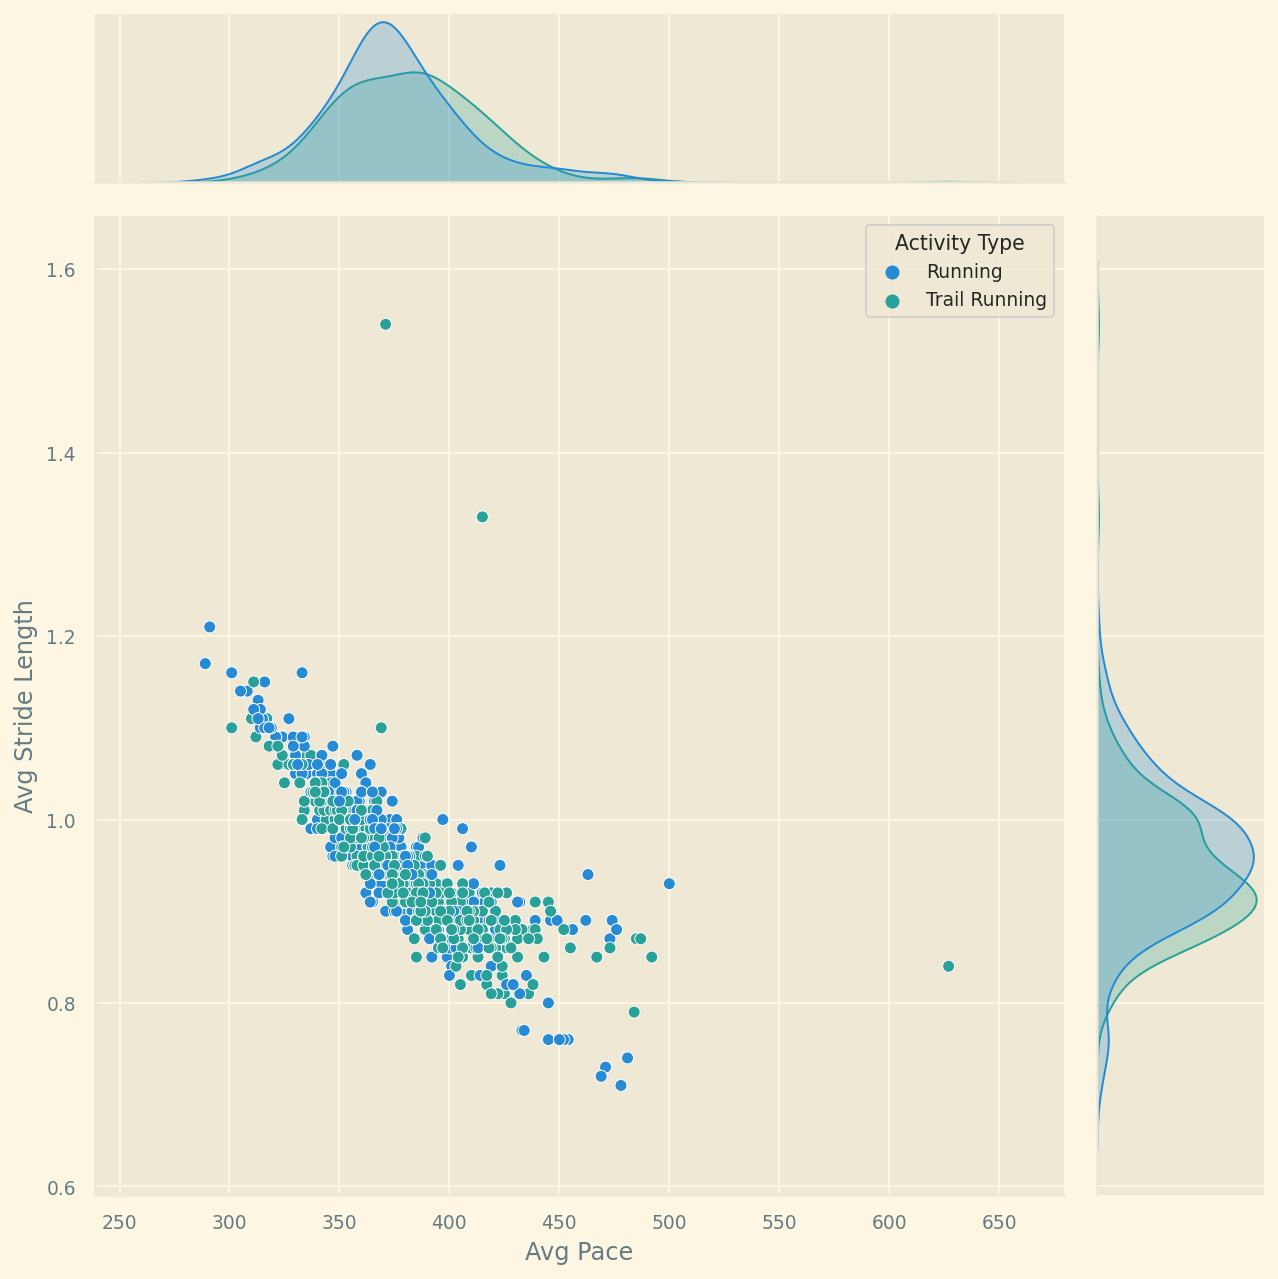 Activity Type
Running
Trail Running
Avg Stride Length
1.6
1.4
1.2
1.0
0.8
0.6
250 300 350 400 450 500 550 600 650
Avg Pace